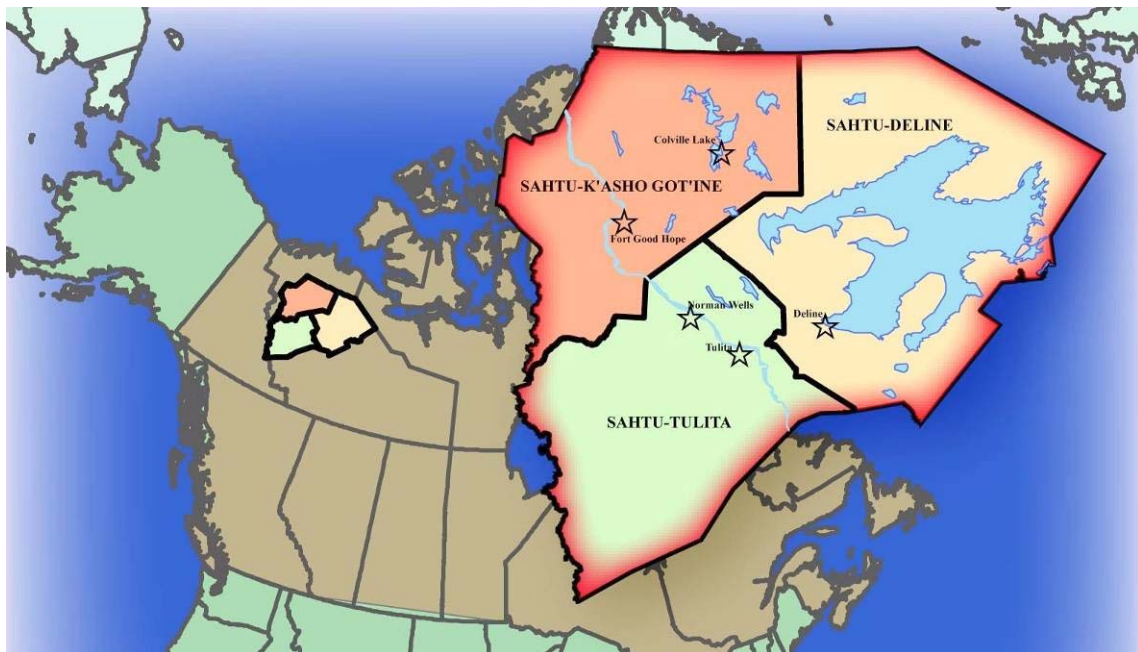 Colville Lake
SAHTU-DELINE
SAHTU-K'ASHO GOT'INE
Fort Good Hope
Norman Wells
Deline
Tulita
SAHTU-TULITA